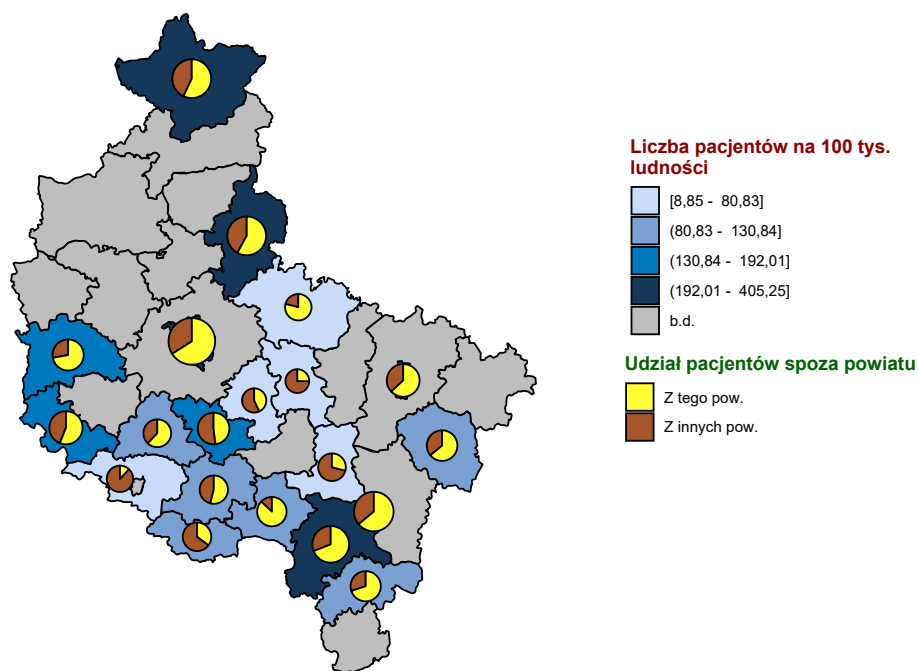 Liczba pacjentów na 100 tys.
ludności
[8,85 - 80,83]
(80,83 - 130,84]
(130,84 - 192,01]
(192,01 - 405,25]
b.d.
Udział pacjentów spoza powiatu
Z tego pow.
Z innych pow.